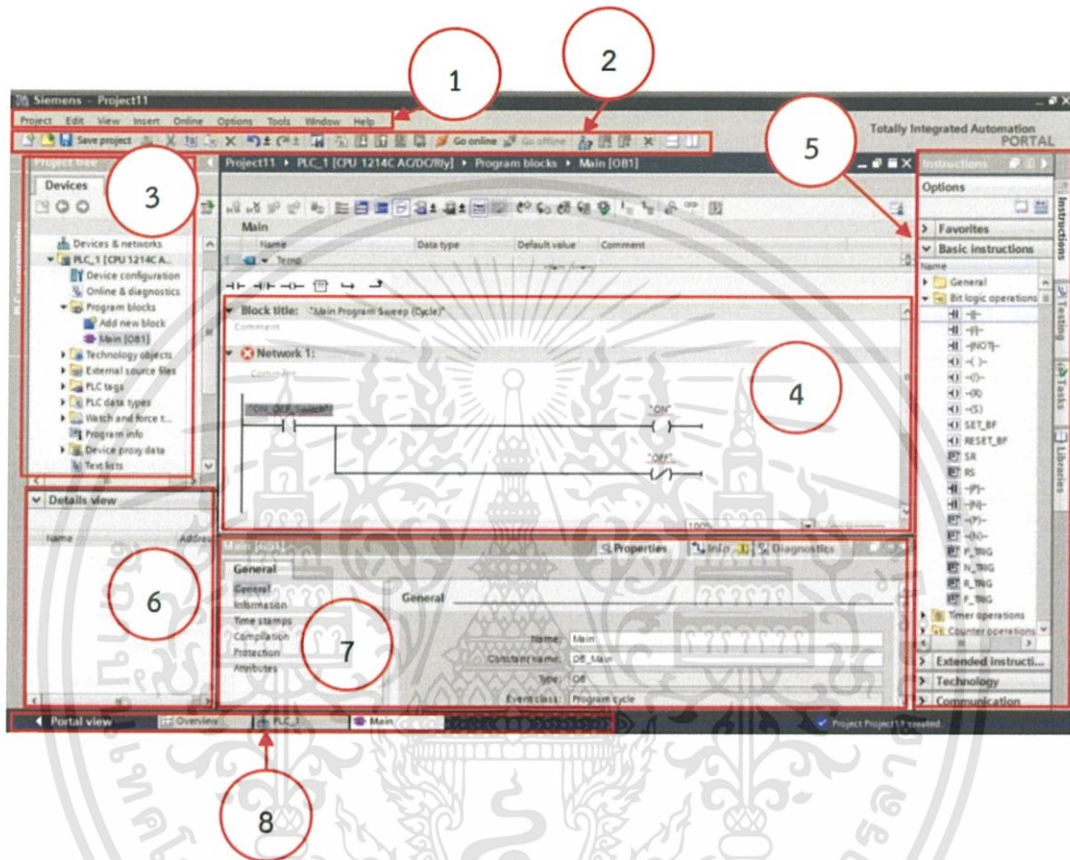 1
2
Siemens - Project11
Project Edit View Insert Online Options Tools Window Help
Totally Integrated Automation
PORTAL
Save project Go online Go offline
5
Project tree
Project11 PLC_1 [CPU 1214C AC/DC/Rly] Program blocks Main [OB1]
Instructions
Devices
3
Options
Main
Name Data type Default value Comment
Temp
Favorites
Basic instructions
Name
General
Bit logic operations
-| |-
-|/|-
-|NOT|-
-( )-
-(/)-
-(R)
-(S)
SET_BF
RESET_BF
SR
RS
-|P|-
-|N|-
-(P)-
-(N)-
P_TRIG
N_TRIG
R_TRIG
F_TRIG
Timer operations
Counter operations
Extended instructi...
Technology
Communication
Instructions
Testing
Tasks
Libraries
Devices & networks
PLC_1 [CPU 1214C A...
Device configuration
Online & diagnostics
Program blocks
Add new block
Main [OB1]
Technology objects
External source files
PLC tags
PLC data types
Watch and force t...
Program info
Device proxy data
Text lists
Block title: "Main Program Sweep (Cycle)"
Comment
Network 1:
Comment
4
"ON_OFF_Switch"
"ON"
"OFF"
100%
Details view
Name Addres
6
Main [OB1]
Properties Info Diagnostics
General
General
Information
Time stamps
Compilation
Protection
Attributes
7
General
Name: Main
Constant name: OB_Main
Type: OB
Event class: Program cycle
Portal view Overview PLC_1 Main
Project Project11 created.
8